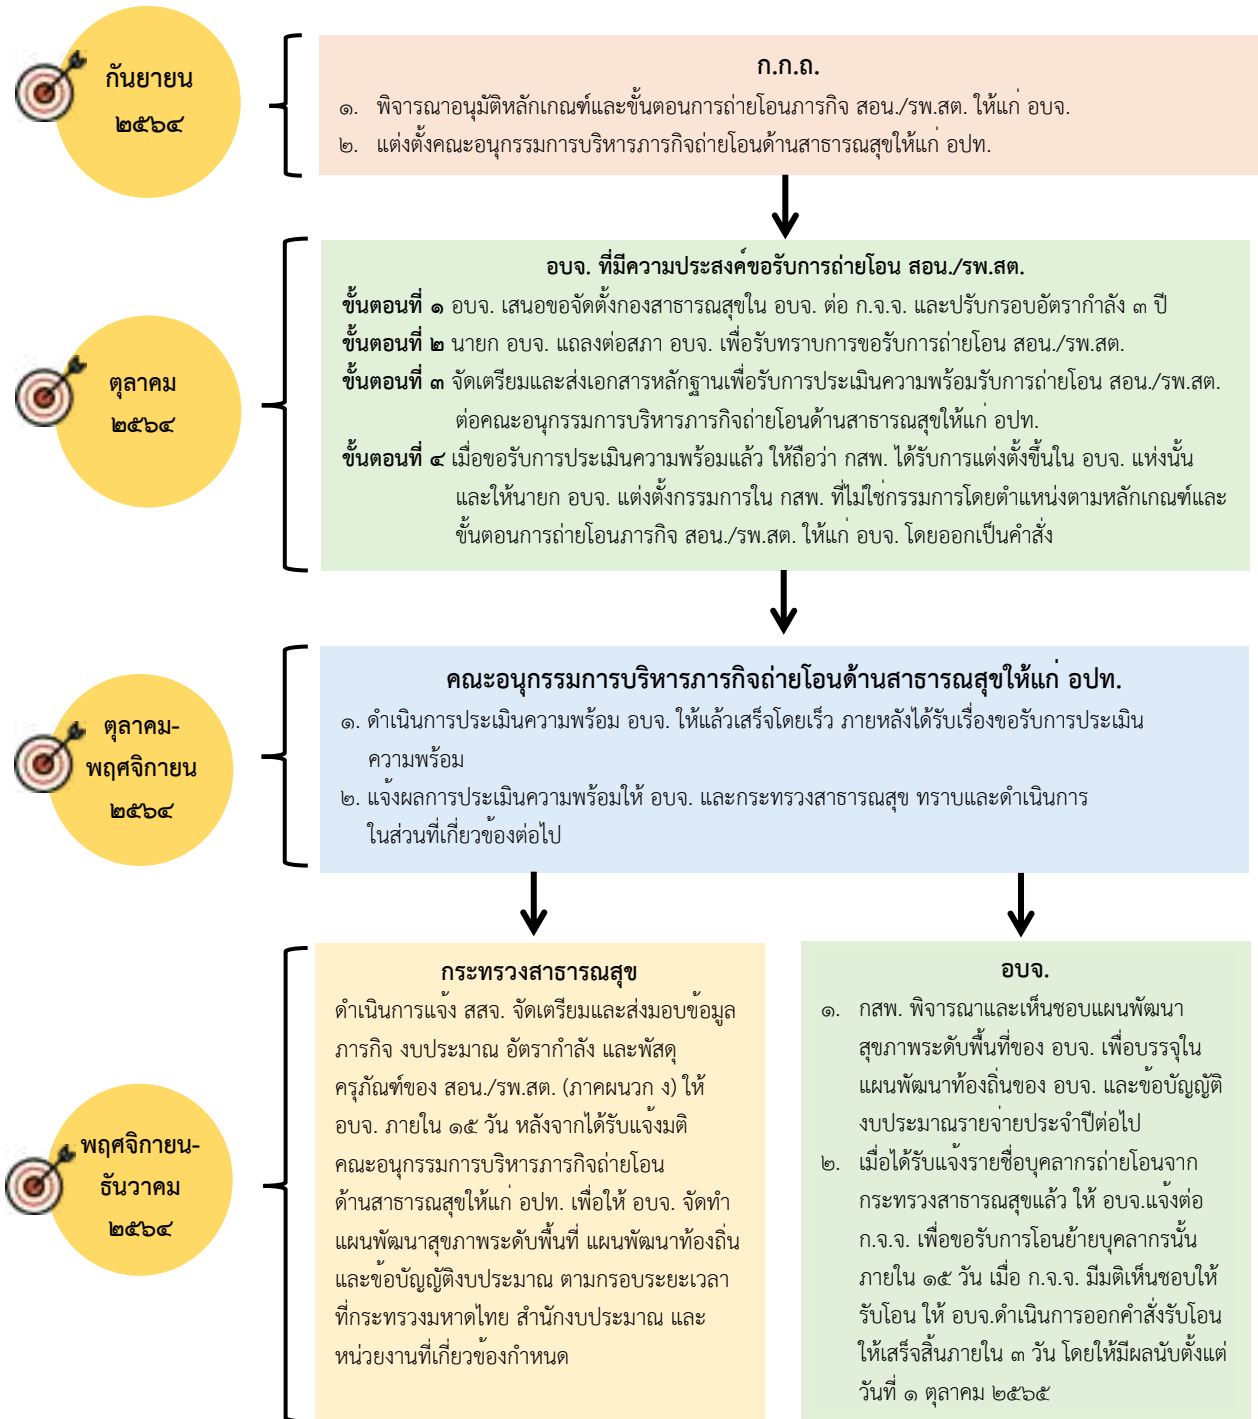 กันยายน
๒๕๖๔
ก.ก.ถ.
๑. พิจารณาอนุมัติหลักเกณฑ์และขั้นตอนการถ่ายโอนภารกิจ สอน./รพ.สต. ให้แก่ อบจ.
๒. แต่งตั้งคณะอนุกรรมการบริหารภารกิจถ่ายโอนด้านสาธารณสุขให้แก่ อปท.
ตุลาคม
๒๕๖๔
อบจ. ที่มีความประสงค์ขอรับการถ่ายโอน สอน./รพ.สต.
ขั้นตอนที่ ๑ อบจ. เสนอขอจัดตั้งกองสาธารณสุขใน อบจ. ต่อ ก.จ.จ. และปรับกรอบอัตรากำลัง ๓ ปี
ขั้นตอนที่ ๒ นายก อบจ. แถลงต่อสภา อบจ. เพื่อรับทราบการขอรับการถ่ายโอน สอน./รพ.สต.
ขั้นตอนที่ ๓ จัดเตรียมและส่งเอกสารหลักฐานเพื่อรับการประเมินความพร้อมรับการถ่ายโอน สอน./รพ.สต.
ต่อคณะอนุกรรมการบริหารภารกิจถ่ายโอนด้านสาธารณสุขให้แก่ อปท.
ขั้นตอนที่ ๔ เมื่อขอรับการประเมินความพร้อมแล้ว ให้ถือว่า กสพ. ได้รับการแต่งตั้งขึ้นใน อบจ. แห่งนั้น
และให้นายก อบจ. แต่งตั้งกรรมการใน กสพ. ที่ไม่ใช่กรรมการโดยตำแหน่งตามหลักเกณฑ์และ
ขั้นตอนการถ่ายโอนภารกิจ สอน./รพ.สต. ให้แก่ อบจ. โดยออกเป็นคำสั่ง
ตุลาคม-
พฤศจิกายน
๒๕๖๔
คณะอนุกรรมการบริหารภารกิจถ่ายโอนด้านสาธารณสุขให้แก่ อปท.
๑. ดำเนินการประเมินความพร้อม อบจ. ให้แล้วเสร็จโดยเร็ว ภายหลังได้รับเรื่องขอรับการประเมิน
ความพร้อม
๒. แจ้งผลการประเมินความพร้อมให้ อบจ. และกระทรวงสาธารณสุข ทราบและดำเนินการ
ในส่วนที่เกี่ยวข้องต่อไป
พฤศจิกายน-
ธันวาคม
๒๕๖๔
กระทรวงสาธารณสุข
ดำเนินการแจ้ง สสจ. จัดเตรียมและส่งมอบข้อมูล
ภารกิจ งบประมาณ อัตรากำลัง และพัสดุ
ครุภัณฑ์ของ สอน./รพ.สต. (ภาคผนวก ง) ให้
อบจ. ภายใน ๑๕ วัน หลังจากได้รับแจ้งมติ
คณะอนุกรรมการบริหารภารกิจถ่ายโอน
ด้านสาธารณสุขให้แก่ อปท. เพื่อให้ อบจ. จัดทำ
แผนพัฒนาสุขภาพระดับพื้นที่ แผนพัฒนาท้องถิ่น
และข้อบัญญัติงบประมาณ ตามกรอบระยะเวลา
ที่กระทรวงมหาดไทย สำนักงบประมาณ และ
หน่วยงานที่เกี่ยวข้องกำหนด
อบจ.
๑. กสพ. พิจารณาและเห็นชอบแผนพัฒนา
สุขภาพระดับพื้นที่ของ อบจ. เพื่อบรรจุใน
แผนพัฒนาท้องถิ่นของ อบจ. และข้อบัญญัติ
งบประมาณรายจ่ายประจำปีต่อไป
๒. เมื่อได้รับแจ้งรายชื่อบุคลากรถ่ายโอนจาก
กระทรวงสาธารณสุขแล้ว ให้ อบจ.แจ้งต่อ
ก.จ.จ. เพื่อขอรับการโอนย้ายบุคลากรนั้น
ภายใน ๑๕ วัน เมื่อ ก.จ.จ. มีมติเห็นชอบให้
รับโอน ให้ อบจ.ดำเนินการออกคำสั่งรับโอน
ให้เสร็จสิ้นภายใน ๓ วัน โดยให้มีผลนับตั้งแต่
วันที่ ๑ ตุลาคม ๒๕๖๕